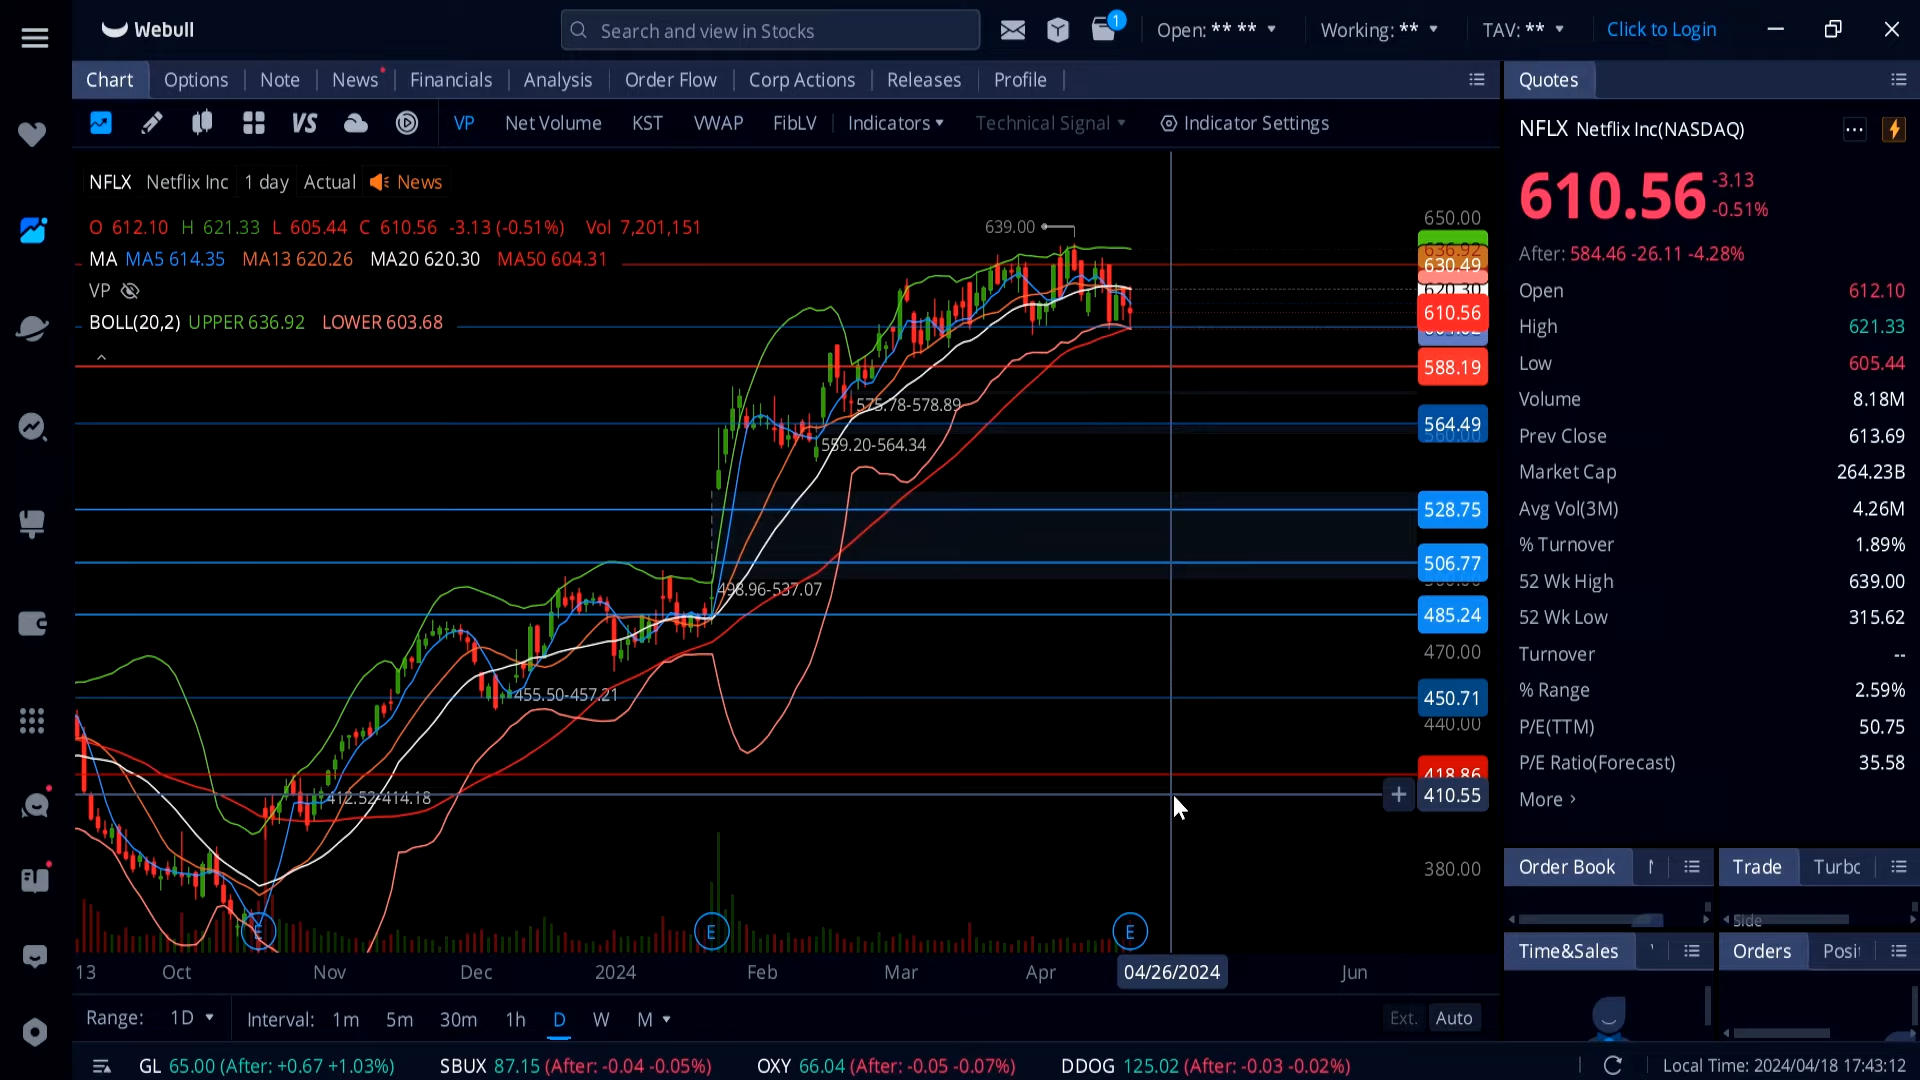 Webull
Search and view in Stocks
1
Open: ** **
Working: **
TAV: **
Click to Login
Chart
Options
Note
News
Financials
Analysis
Order Flow
Corp Actions
Releases
Profile
Quotes
VS
VP
Net Volume
KST
VWAP
FibLV
Indicators
Technical Signal
Indicator Settings
NFLX Netflix Inc 1 day Actual News
O 612.10 H 621.33 L 605.44 C 610.56 -3.13 (-0.51%) Vol 7,201,151
MA MA5 614.35 MA13 620.26 MA20 620.30 MA50 604.31
VP
BOLL(20,2) UPPER 636.92 LOWER 603.68
639.00
575.78-578.89
559.20-564.34
498.96-537.07
455.50-457.21
412.52-414.18
650.00
636.92
630.49
620.30
610.56
588.19
564.49
528.75
506.77
485.24
470.00
450.71
440.00
418.86
410.55
380.00
E
E
E
13
Oct
Nov
Dec
2024
Feb
Mar
Apr
04/26/2024
Jun
Range: 1D
Interval: 1m 5m 30m 1h D W M
Ext.
Auto
NFLX Netflix Inc(NASDAQ)
610.56
-3.13
-0.51%
After: 584.46 -26.11 -4.28%
Open 612.10
High 621.33
Low 605.44
Volume 8.18M
Prev Close 613.69
Market Cap 264.23B
Avg Vol(3M) 4.26M
% Turnover 1.89%
52 Wk High 639.00
52 Wk Low 315.62
Turnover --
% Range 2.59%
P/E(TTM) 50.75
P/E Ratio(Forecast) 35.58
More
Order Book
Trade
Turbo
Side
Time&Sales
Orders
Posit
GL 65.00 (After: +0.67 +1.03%)
SBUX 87.15 (After: -0.04 -0.05%)
OXY 66.04 (After: -0.05 -0.07%)
DDOG 125.02 (After: -0.03 -0.02%)
Local Time: 2024/04/18 17:43:12